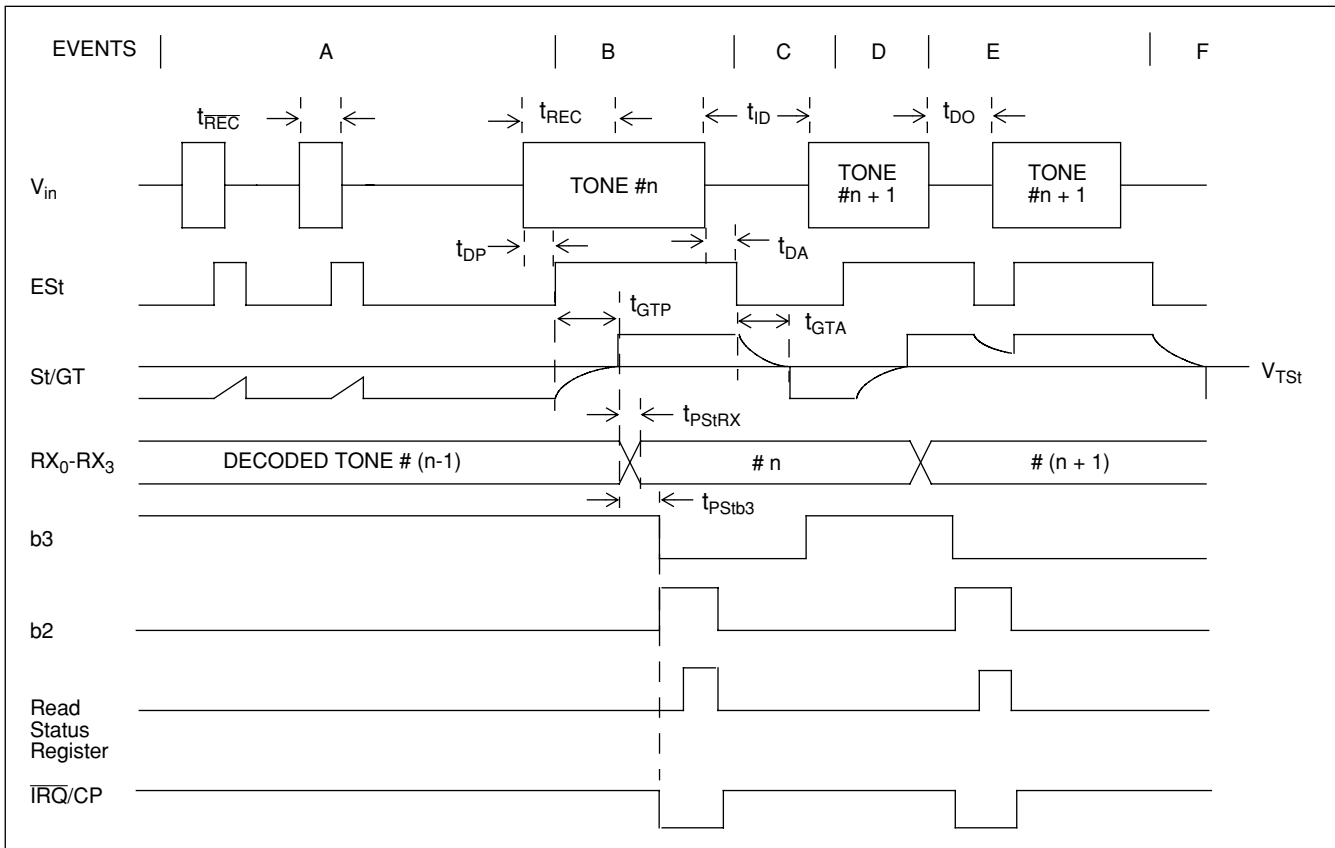 EVENTS A B C D E F
tREC tREC tID tDO
Vin TONE #n TONE #n + 1 TONE #n + 1
tDP tDA
ESt
tGTP tGTA
St/GT VTSt
tPStRX
RX0-RX3 DECODED TONE # (n-1) # n # (n + 1)
tPStb3
b3
b2
Read
Status
Register
IRQ/CP